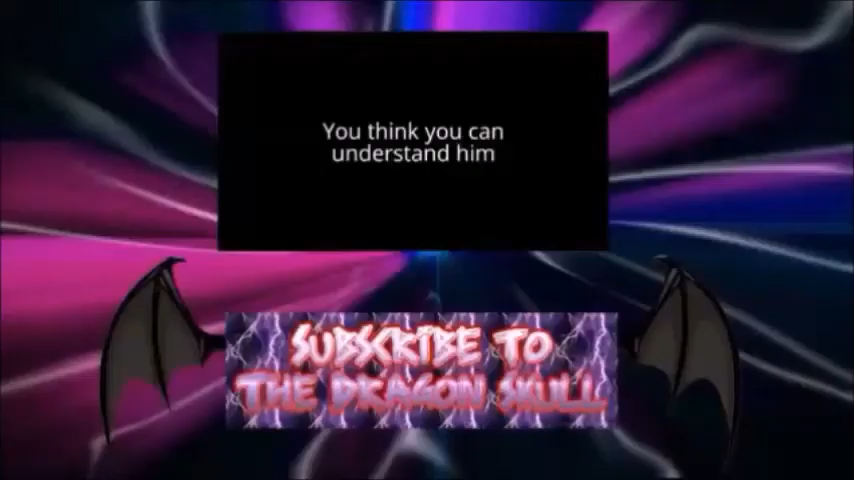 You think you can
understand him
SUBSCRIBE TO
THE DRAGON SKULL